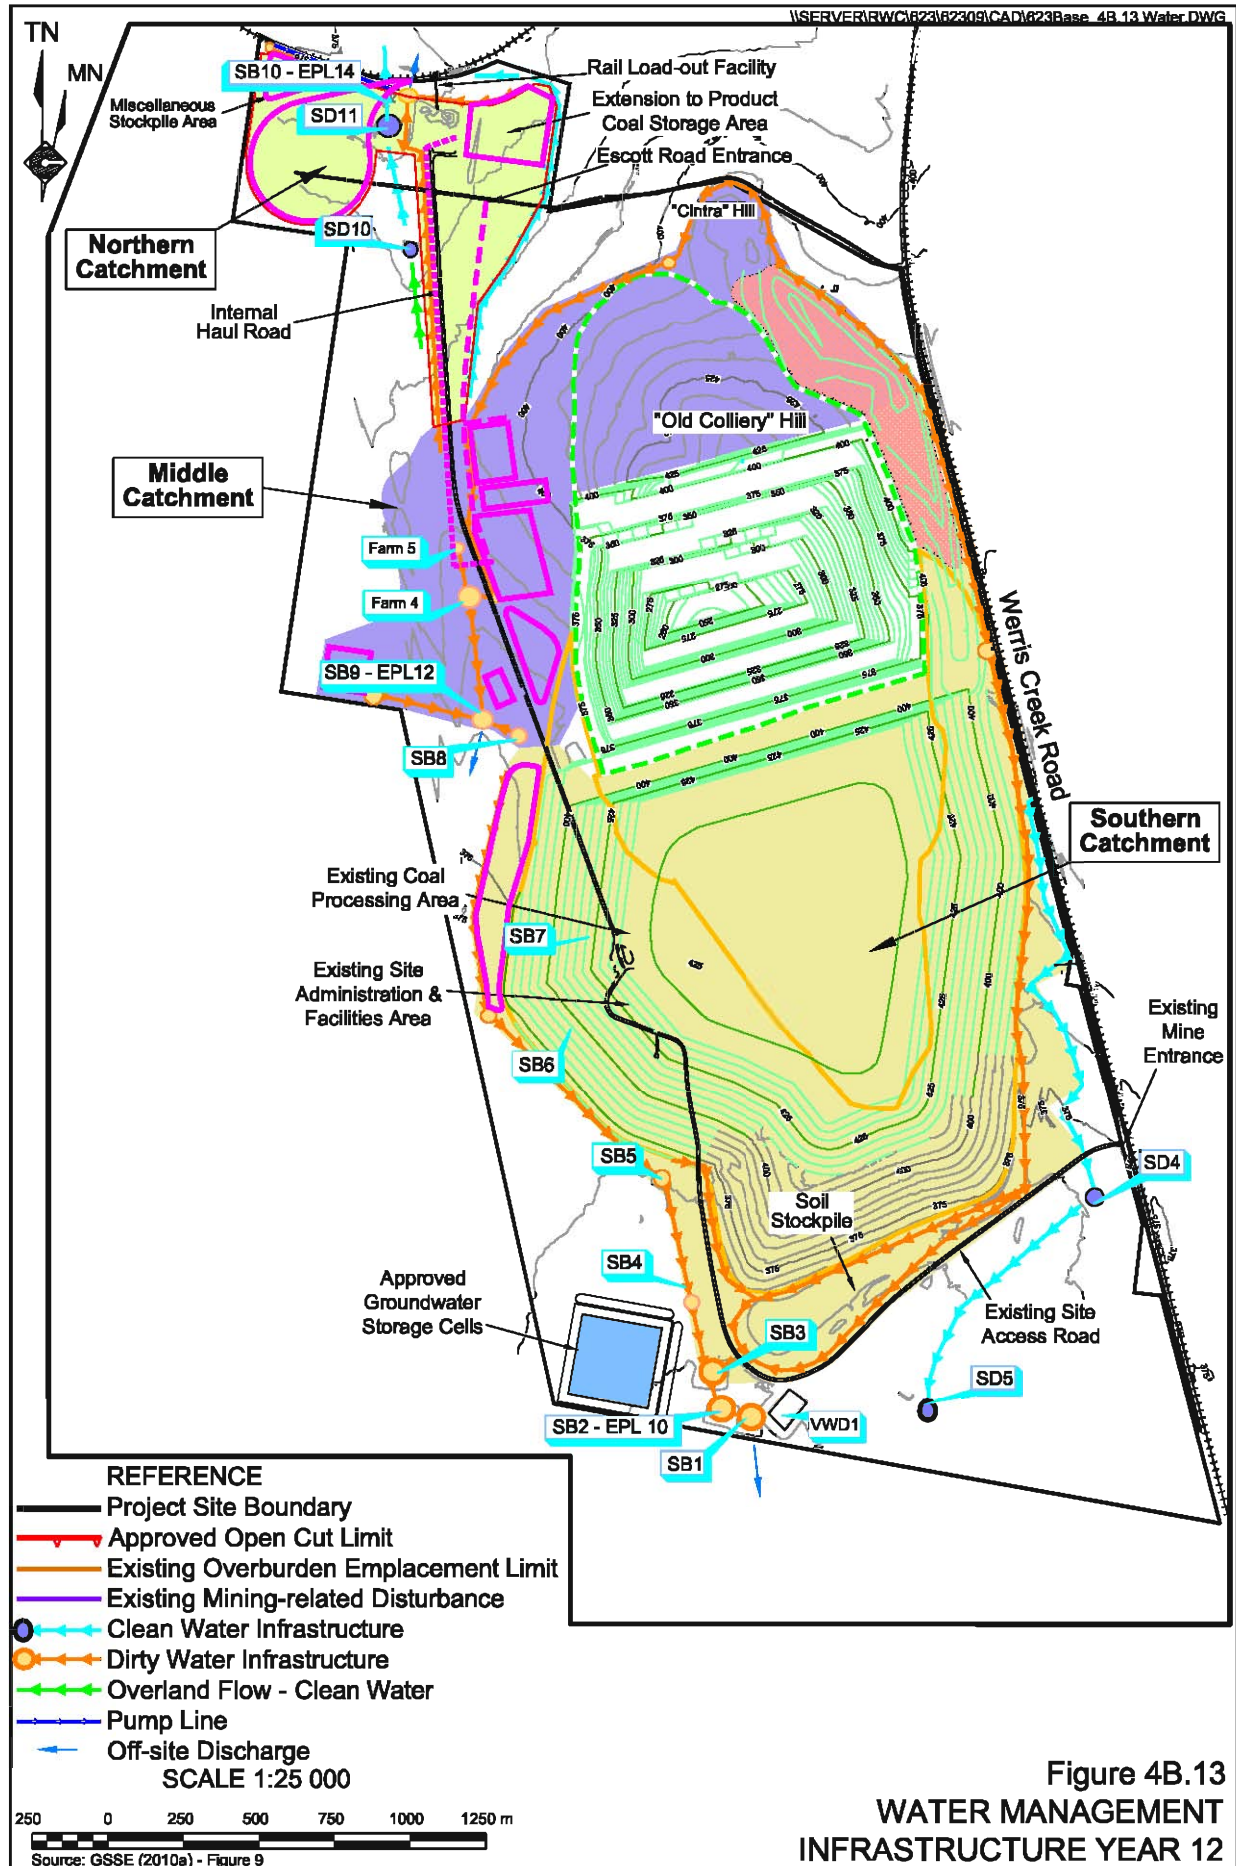 \\SERVER\RWC\623\62309\CAD\623Base_4B.13 Water.DWG
TN
MN
SB10 - EPL14
Rail Load-out Facility
Miscellaneous
Stockpile Area
SD11
Extension to Product
Coal Storage Area
Escott Road Entrance
"Cintra" Hill
SD10
Northern
Catchment
Internal
Haul Road
"Old Colliery" Hill
Middle
Catchment
Farm 5
Farm 4
Werris Creek Road
SB9 - EPL12
SB8
Southern
Catchment
Existing Coal
Processing Area
SB7
Existing Site
Administration &
Facilities Area
Existing
Mine
Entrance
SB6
SB5
SD4
Soil
Stockpile
SB4
Approved
Groundwater
Storage Cells
Existing Site
Access Road
SB3
SD5
SB2 - EPL 10
VWD1
SB1
REFERENCE
Project Site Boundary
Approved Open Cut Limit
Existing Overburden Emplacement Limit
Existing Mining-related Disturbance
Clean Water Infrastructure
Dirty Water Infrastructure
Overland Flow - Clean Water
Pump Line
Off-site Discharge
SCALE 1:25 000
250 0 250 500 750 1000 1250 m
Source: GSSE (2010a) - Figure 9
Figure 4B.13
WATER MANAGEMENT
INFRASTRUCTURE YEAR 12